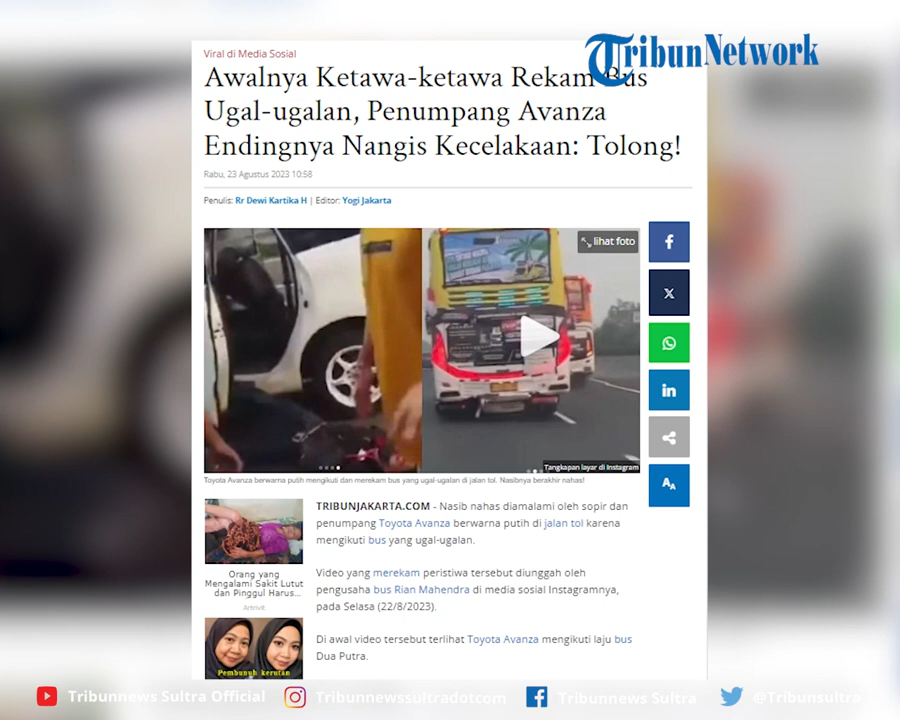 TribunNetwork
Viral di Media Sosial
Awalnya Ketawa-ketawa Rekam Bus
Ugal-ugalan, Penumpang Avanza
Endingnya Nangis Kecelakaan: Tolong!
Rabu, 23 Agustus 2023 10:58
Penulis: Rr Dewi Kartika H | Editor: Yogi Jakarta
lihat foto
Tangkapan layar di Instagram
Toyota Avanza berwarna putih mengikuti dan merekam bus yang ugal-ugalan di jalan tol. Nasibnya berakhir nahas!
TRIBUNJAKARTA.COM - Nasib nahas diamalami oleh sopir dan
penumpang Toyota Avanza berwarna putih di jalan tol karena
mengikuti bus yang ugal-ugalan.
Video yang merekam peristiwa tersebut diunggah oleh
pengusaha bus Rian Mahendra di media sosial Instagramnya,
pada Selasa (22/8/2023).
Di awal video tersebut terlihat Toyota Avanza mengikuti laju bus
Dua Putra.
Orang yang
Mengalami Sakit Lutut
dan Pinggul Harus...
Artrivit
Pembunuh kerutan
Tribunnews Sultra Official
Tribunnewssultradotcom
Tribunnews Sultra
@Tribunsultra